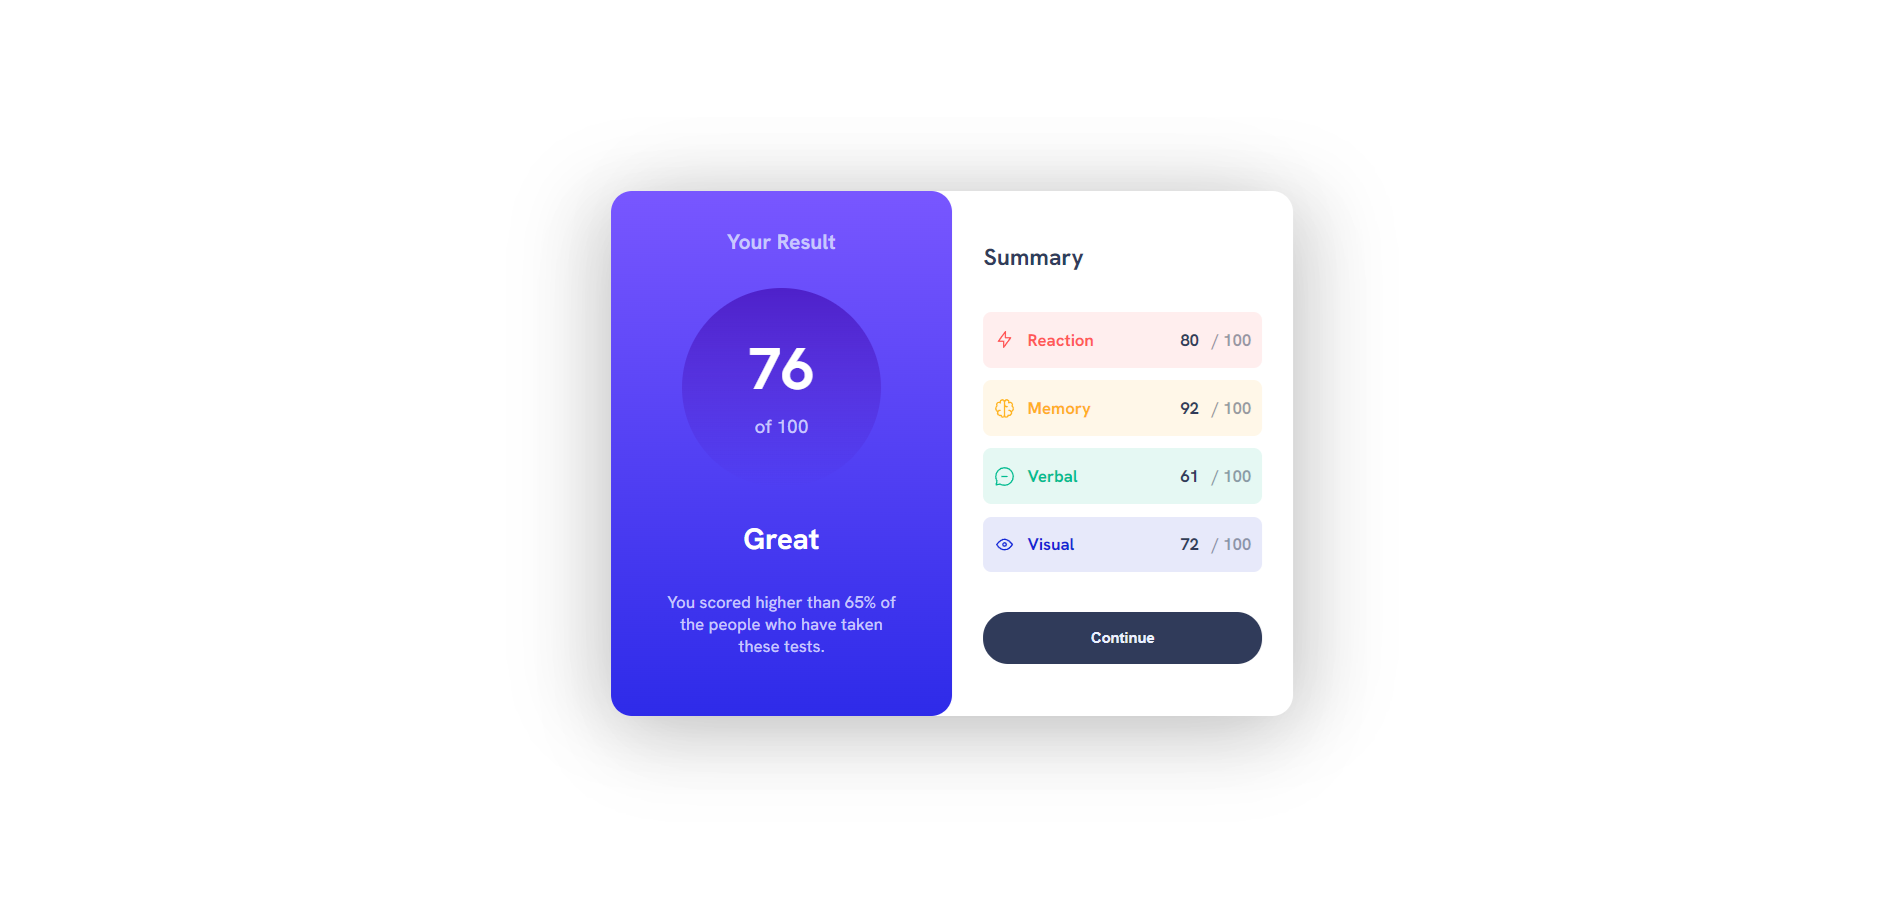 Your Result
76
of 100
Great
You scored higher than 65% of
the people who have taken
these tests.
Summary
Reaction 80 / 100
Memory 92 / 100
Verbal 61 / 100
Visual 72 / 100
Continue